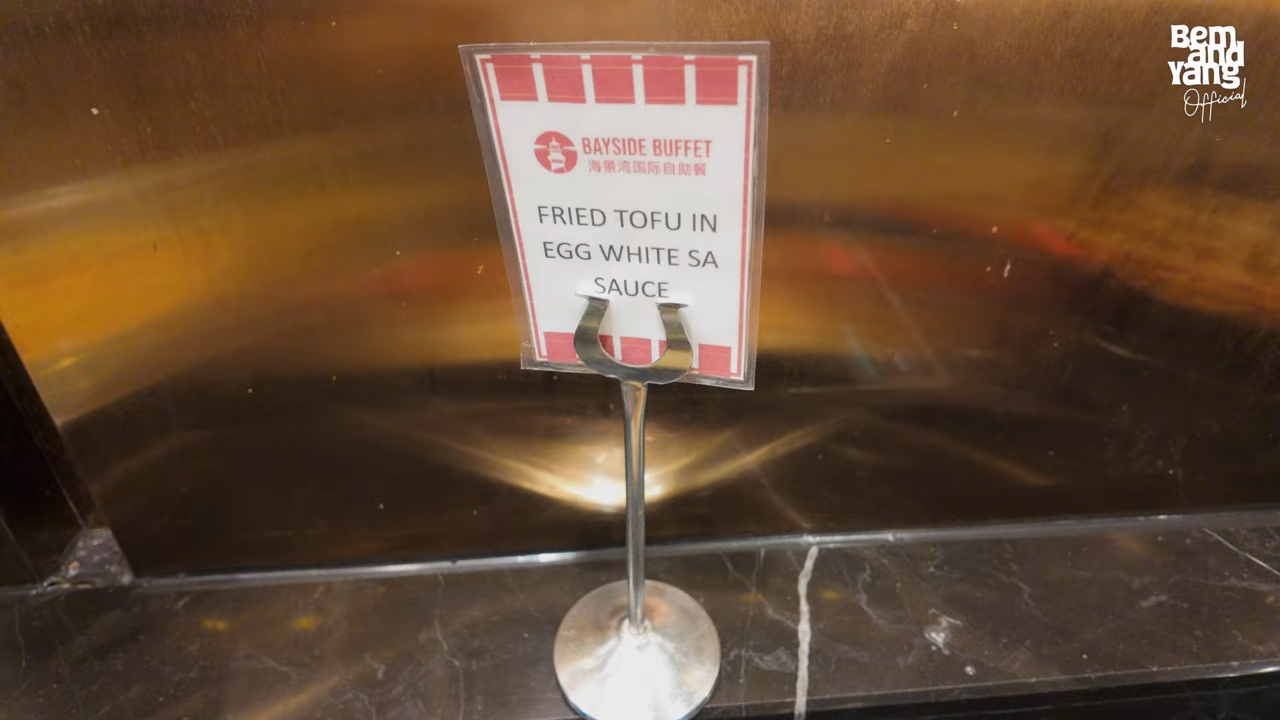 Bem
and
Yang
Official
BAYSIDE BUFFET
海景湾国际自助餐
FRIED TOFU IN
EGG WHITE SA
SAUCE